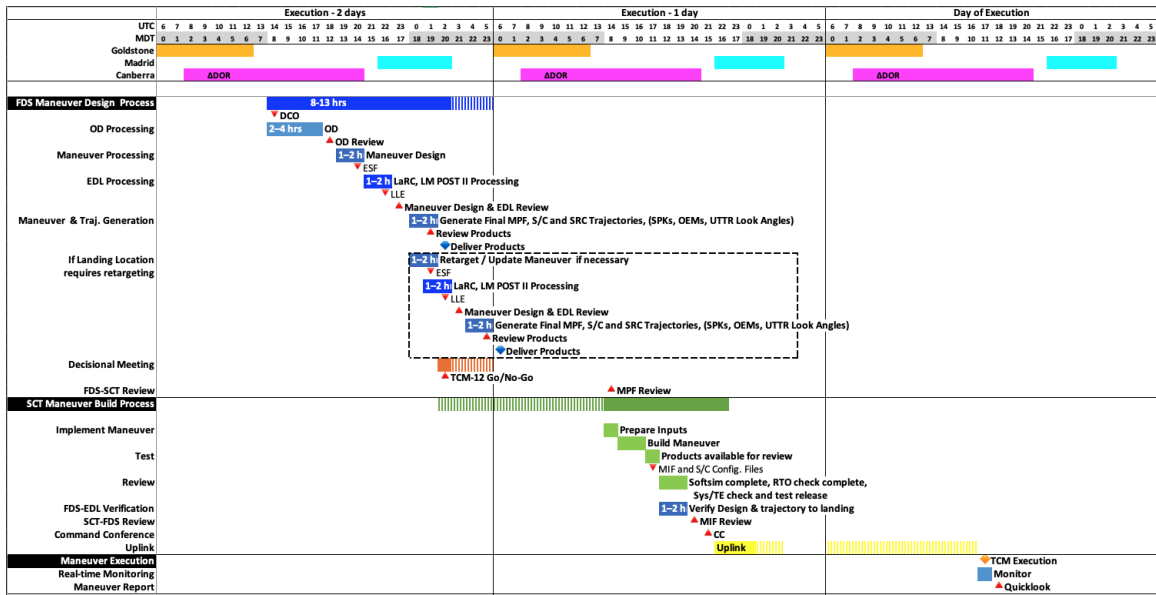 Execution - 2 days Execution - 1 day Day of Execution
UTC 6 7 8 9 10 11 12 13 14 15 16 17 18 19 20 21 22 23 0 1 2 3 4 5 6 7 8 9 10 11 12 13 14 15 16 17 18 19 20 21 22 23 0 1 2 3 4 5 6 7 8 9 10 11 12 13 14 15 16 17 18 19 20 21 22 23 0 1 2 3 4 5
MDT 0 1 2 3 4 5 6 7 8 9 10 11 12 13 14 15 16 17 18 19 20 21 22 23 0 1 2 3 4 5 6 7 8 9 10 11 12 13 14 15 16 17 18 19 20 21 22 23 0 1 2 3 4 5 6 7 8 9 10 11 12 13 14 15 16 17 18 19 20 21 22 23
Goldstone
Madrid
Canberra ΔDOR ΔDOR ΔDOR
FDS Maneuver Design Process 8-13 hrs
DCO
OD Processing 2–4 hrs OD
OD Review
Maneuver Processing 1–2 h Maneuver Design
ESF
EDL Processing 1–2 h LaRC, LM POST II Processing
LLE
Maneuver Design & EDL Review
Maneuver & Traj. Generation 1–2 h Generate Final MPF, S/C and SRC Trajectories, (SPKs, OEMs, UTTR Look Angles)
Review Products
Deliver Products
If Landing Location 1–2 h Retarget / Update Maneuver if necessary
requires retargeting ESF
1–2 h LaRC, LM POST II Processing
LLE
Maneuver Design & EDL Review
1–2 h Generate Final MPF, S/C and SRC Trajectories, (SPKs, OEMs, UTTR Look Angles)
Review Products
Deliver Products
Decisional Meeting
TCM-12 Go/No-Go
FDS-SCT Review MPF Review
SCT Maneuver Build Process
Implement Maneuver Prepare Inputs
Build Maneuver
Test Products available for review
MIF and S/C Config. Files
Review Softsim complete, RTO check complete,
Sys/TE check and test release
FDS-EDL Verification 1–2 h Verify Design & trajectory to landing
SCT-FDS Review MIF Review
Command Conference CC
Uplink Uplink
Maneuver Execution TCM Execution
Real-time Monitoring Monitor
Maneuver Report Quicklook